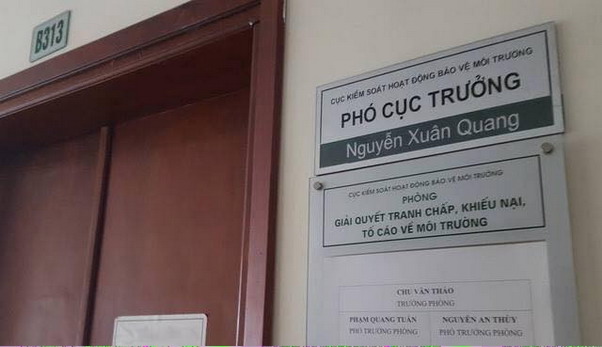 B313
CỤC KIỂM SOÁT HOẠT ĐỘNG BẢO VỆ MÔI TRƯỜNG
PHÓ CỤC TRƯỞNG
Nguyễn Xuân Quang
CỤC KIỂM SOÁT HOẠT ĐỘNG BẢO VỆ MÔI TRƯỜNG
PHÒNG
GIẢI QUYẾT TRANH CHẤP, KHIẾU NẠI,
TỐ CÁO VỀ MÔI TRƯỜNG
CHU VĂN THẢO
TRƯỞNG PHÒNG
PHẠM QUANG TUÂN
PHÓ TRƯỞNG PHÒNG
NGUYỄN AN THỦY
PHÓ TRƯỞNG PHÒNG